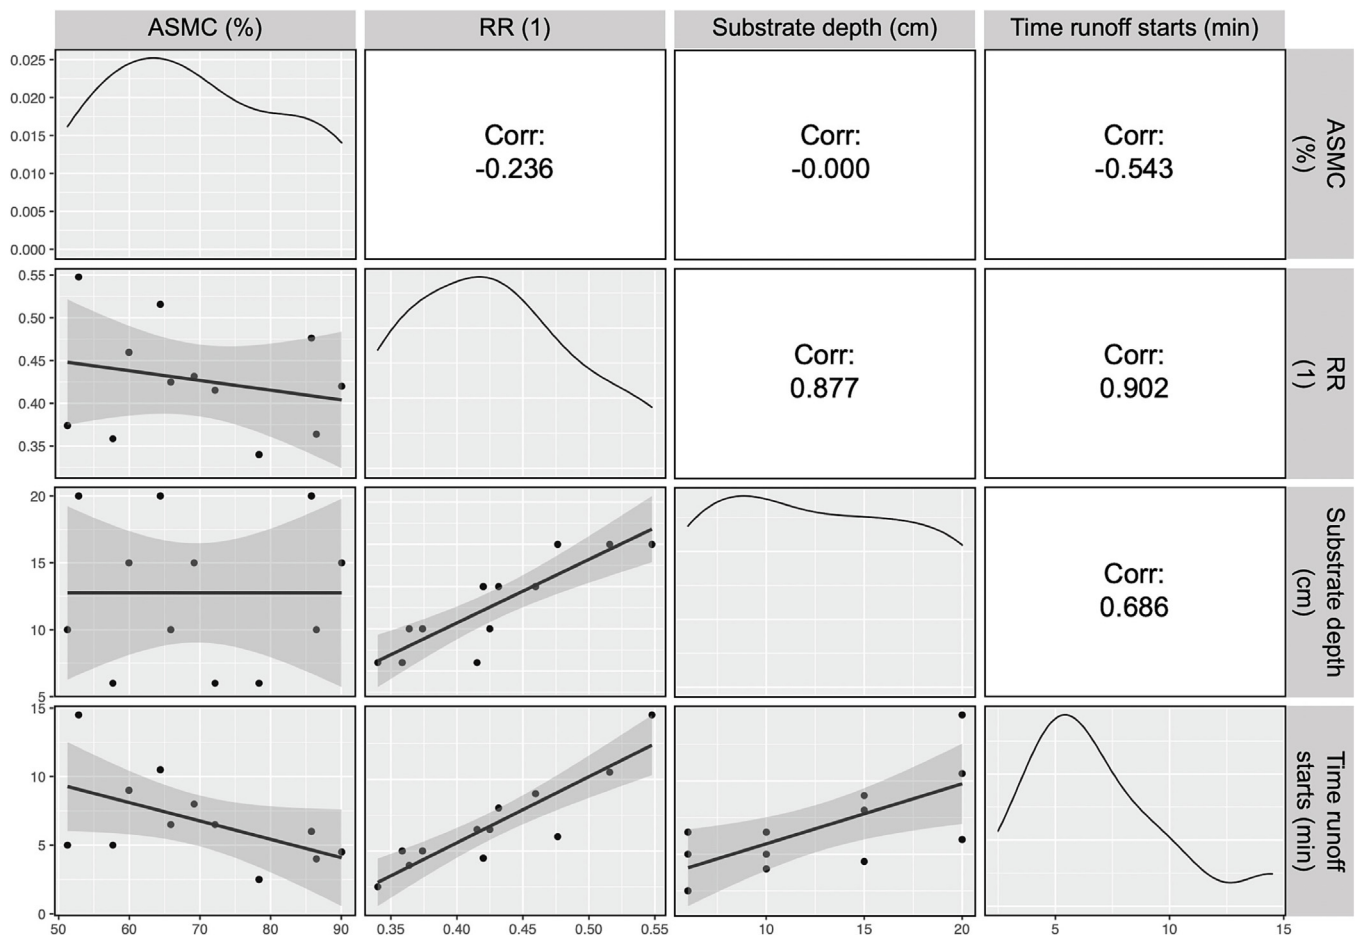 ASMC (%)
RR (1)
Substrate depth (cm)
Time runoff starts (min)
0.025
0.020
0.015
0.010
0.005
0.000
Corr:
-0.236
Corr:
-0.000
Corr:
-0.543
ASMC
(%)
0.55
0.50
0.45
0.40
0.35
Corr:
0.877
Corr:
0.902
RR
(1)
20
15
10
5
Corr:
0.686
Substrate depth
(cm)
15
10
5
0
Time runoff
starts (min)
50 60 70 80 90
0.35 0.40 0.45 0.50 0.55
10 15 20
5 10 15